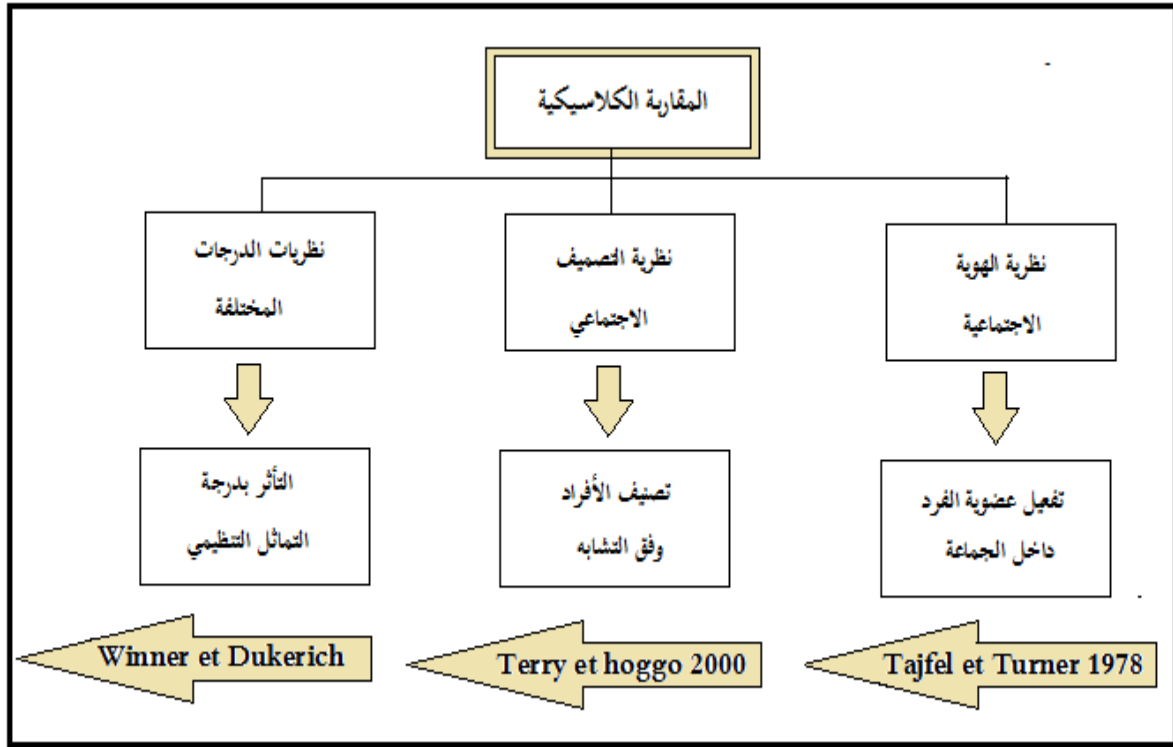 المقاربة الكلاسيكية
نظرية الهوية
الاجتماعية
نظرية التصميف
الاجتماعي
نظريات الدرجات
المختلفة
تفعيل عضوية الفرد
داخل الجماعة
تصنيف الأفراد
وفق التشابه
التأثر بدرجة
التماثل التنظيمي
Tajfel et Turner 1978
Terry et hoggo 2000
Winner et Dukerich